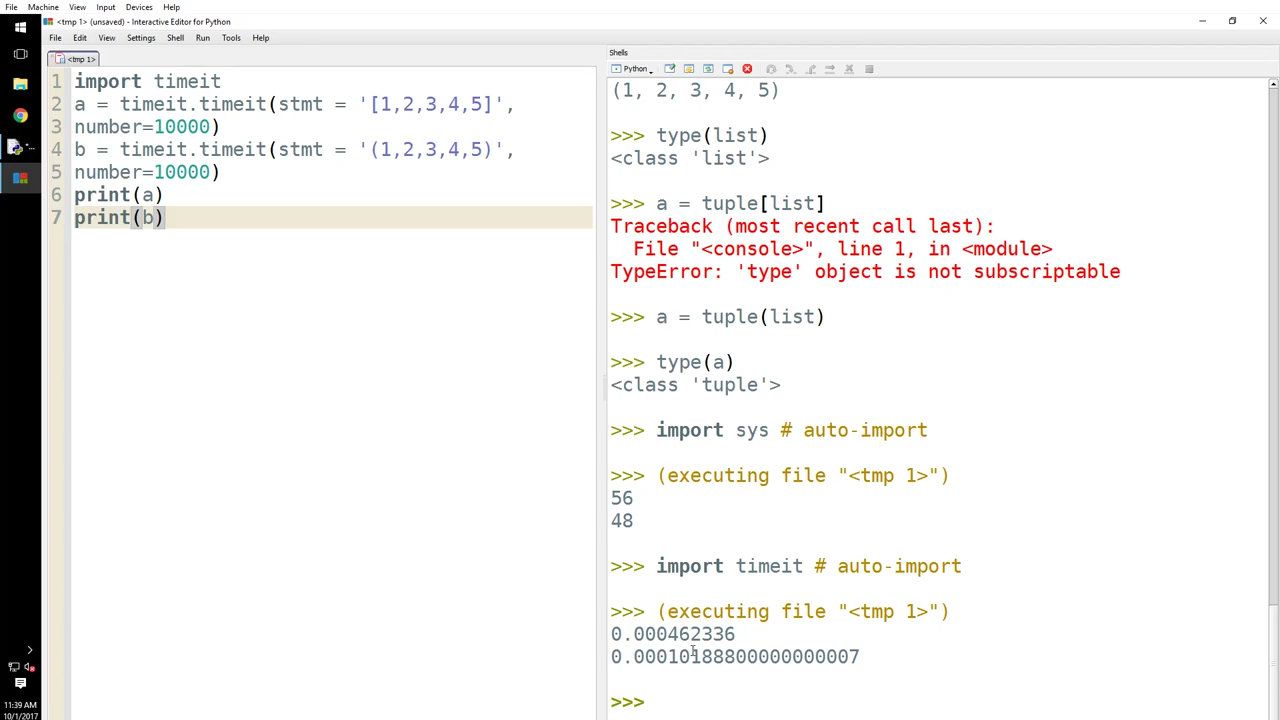 File Machine View Input Devices Help
<tmp 1> (unsaved) - Interactive Editor for Python
File Edit View Settings Shell Run Tools Help
<tmp 1>
1 import timeit
2 a = timeit.timeit(stmt = '[1,2,3,4,5]',
3 number=10000)
4 b = timeit.timeit(stmt = '(1,2,3,4,5)',
5 number=10000)
6 print(a)
7 print(b)
Shells
Python
(1, 2, 3, 4, 5)
>>> type(list)
<class 'list'>
>>> a = tuple[list]
Traceback (most recent call last):
File "<console>", line 1, in <module>
TypeError: 'type' object is not subscriptable
>>> a = tuple(list)
>>> type(a)
<class 'tuple'>
>>> import sys # auto-import
>>> (executing file "<tmp 1>")
56
48
>>> import timeit # auto-import
>>> (executing file "<tmp 1>")
0.000462336
0.00010188800000000007
>>>
11:39 AM
10/1/2017